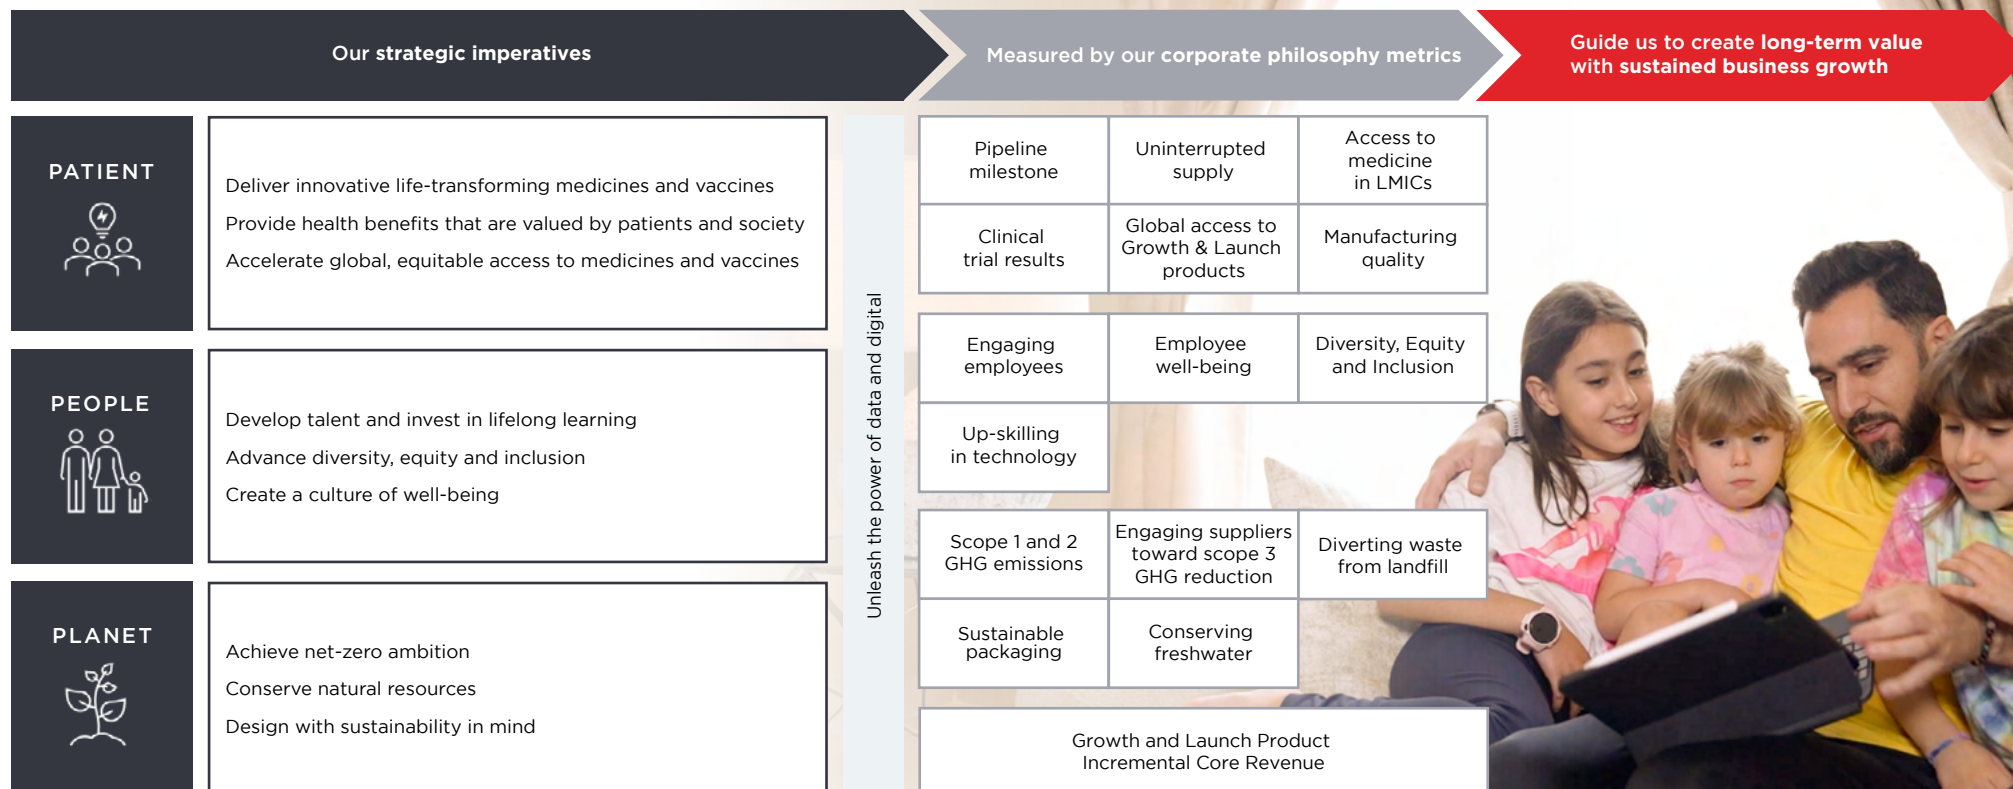 Our strategic imperatives
Measured by our corporate philosophy metrics
Guide us to create long-term value
with sustained business growth
PATIENT
Deliver innovative life-transforming medicines and vaccines
Provide health benefits that are valued by patients and society
Accelerate global, equitable access to medicines and vaccines
PEOPLE
Develop talent and invest in lifelong learning
Advance diversity, equity and inclusion
Create a culture of well-being
PLANET
Achieve net-zero ambition
Conserve natural resources
Design with sustainability in mind
Unleash the power of data and digital
Pipeline
milestone
Uninterrupted
supply
Access to
medicine
in LMICs
Clinical
trial results
Global access to
Growth & Launch
products
Manufacturing
quality
Engaging
employees
Employee
well-being
Diversity, Equity
and Inclusion
Up-skilling
in technology
Scope 1 and 2
GHG emissions
Engaging suppliers
toward scope 3
GHG reduction
Diverting waste
from landfill
Sustainable
packaging
Conserving
freshwater
Growth and Launch Product
Incremental Core Revenue